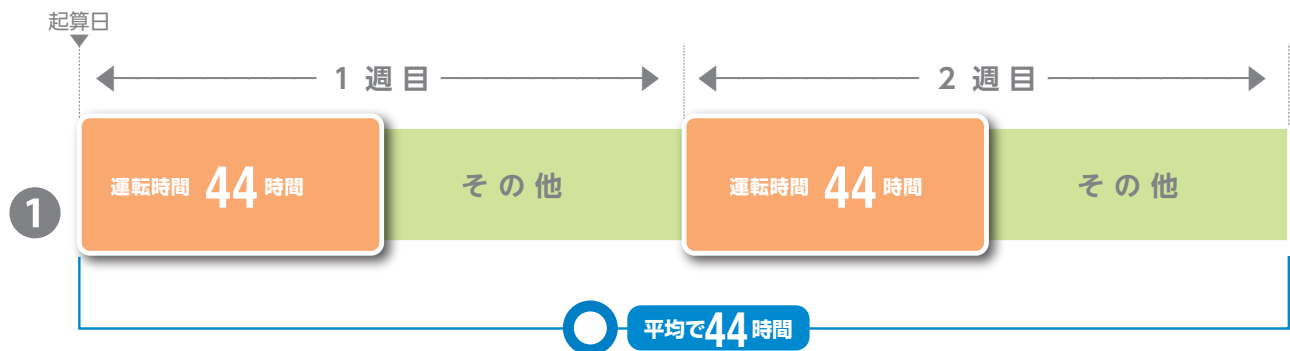 起算日
1 週 目
2 週 目
1
運転時間 44 時間
そ の 他
運転時間 44 時間
そ の 他
平均で44 時間